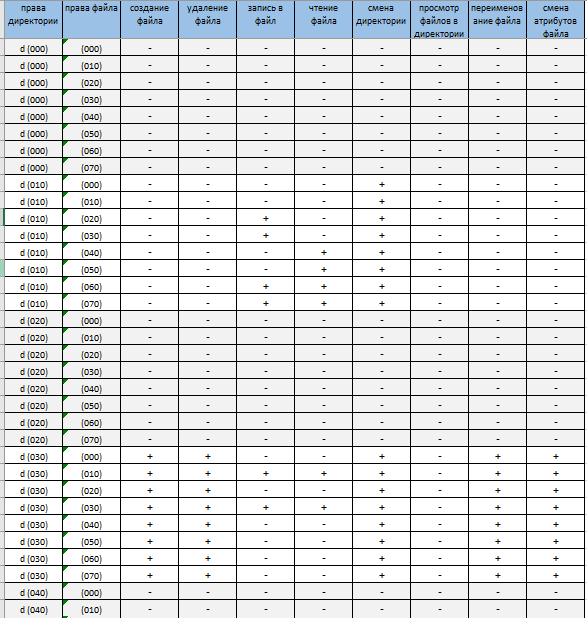 права права файла создание удаление запись в чтение смена просмотр переименов смена
директории файла файла файл файла директории файлов в ание файла атрибутов
директории файла
d (000) (000) - - - - - - - -
d (000) (010) - - - - - - - -
d (000) (020) - - - - - - - -
d (000) (030) - - - - - - - -
d (000) (040) - - - - - - - -
d (000) (050) - - - - - - - -
d (000) (060) - - - - - - - -
d (000) (070) - - - - - - - -
d (010) (000) - - - - + - - -
d (010) (010) - - - - + - - -
d (010) (020) - - + - + - - -
d (010) (030) - - + - + - - -
d (010) (040) - - - + + - - -
d (010) (050) - - - + + - - -
d (010) (060) - - + + + - - -
d (010) (070) - - + + + - - -
d (020) (000) - - - - - - - -
d (020) (010) - - - - - - - -
d (020) (020) - - - - - - - -
d (020) (030) - - - - - - - -
d (020) (040) - - - - - - - -
d (020) (050) - - - - - - - -
d (020) (060) - - - - - - - -
d (020) (070) - - - - - - - -
d (030) (000) + + - - + - + +
d (030) (010) + + + + + - + +
d (030) (020) + + - - + - + +
d (030) (030) + + + + + - + +
d (030) (040) + + - - + - + +
d (030) (050) + + - - + - + +
d (030) (060) + + - - + - + +
d (030) (070) + + - - + - + +
d (040) (000) - - - - - - - -
d (040) (010) - - - - - - - -